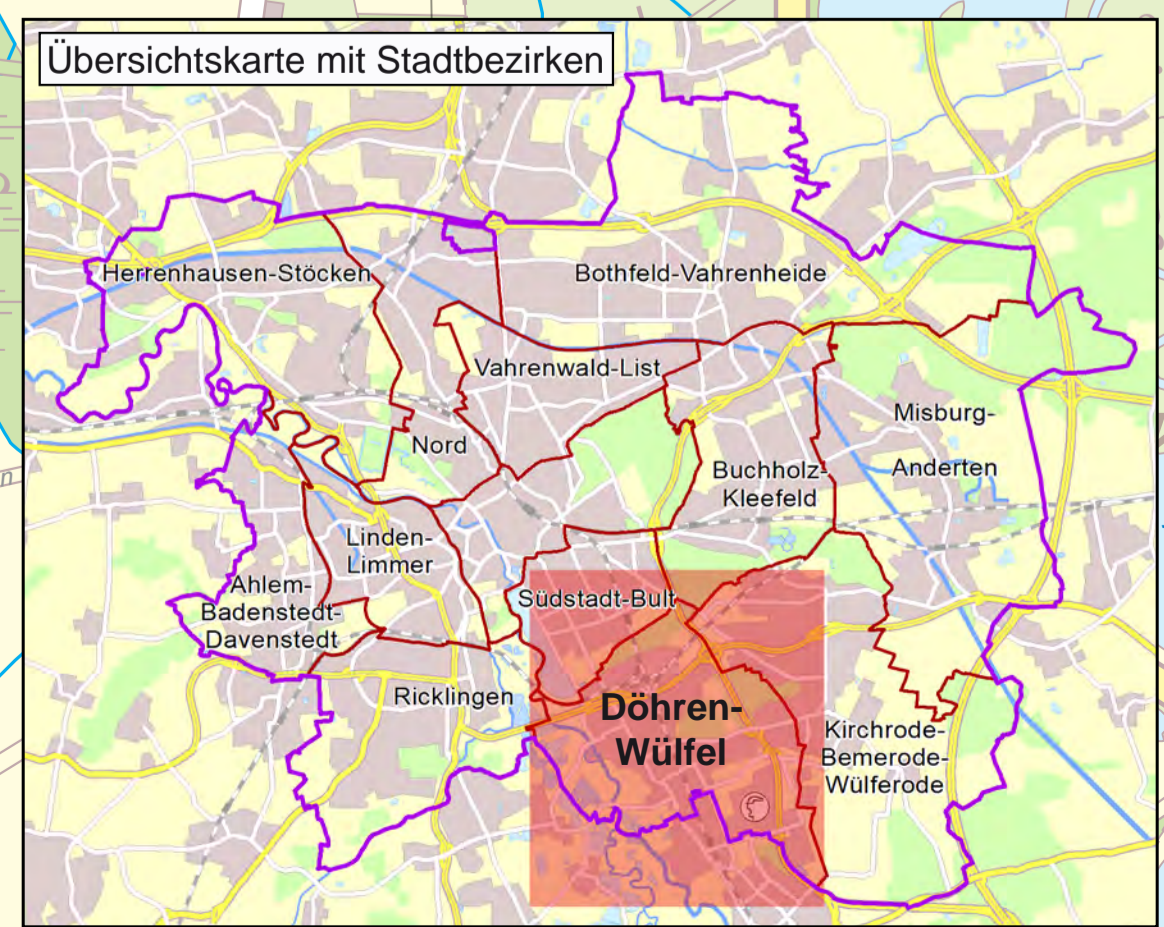 Übersichtskarte mit Stadtbezirken
Herrenhausen-Stöcken
Bothfeld-Vahrenheide
Vahrenwald-List
Misburg-
Anderten
Nord
Buchholz-
Kleefeld
Linden-
Limmer
Ahlem-
Badenstedt-
Davenstedt
Südstadt-Bult
Ricklingen
Döhren-
Wülfel
Kirchrode-
Bemerode-
Wülferode